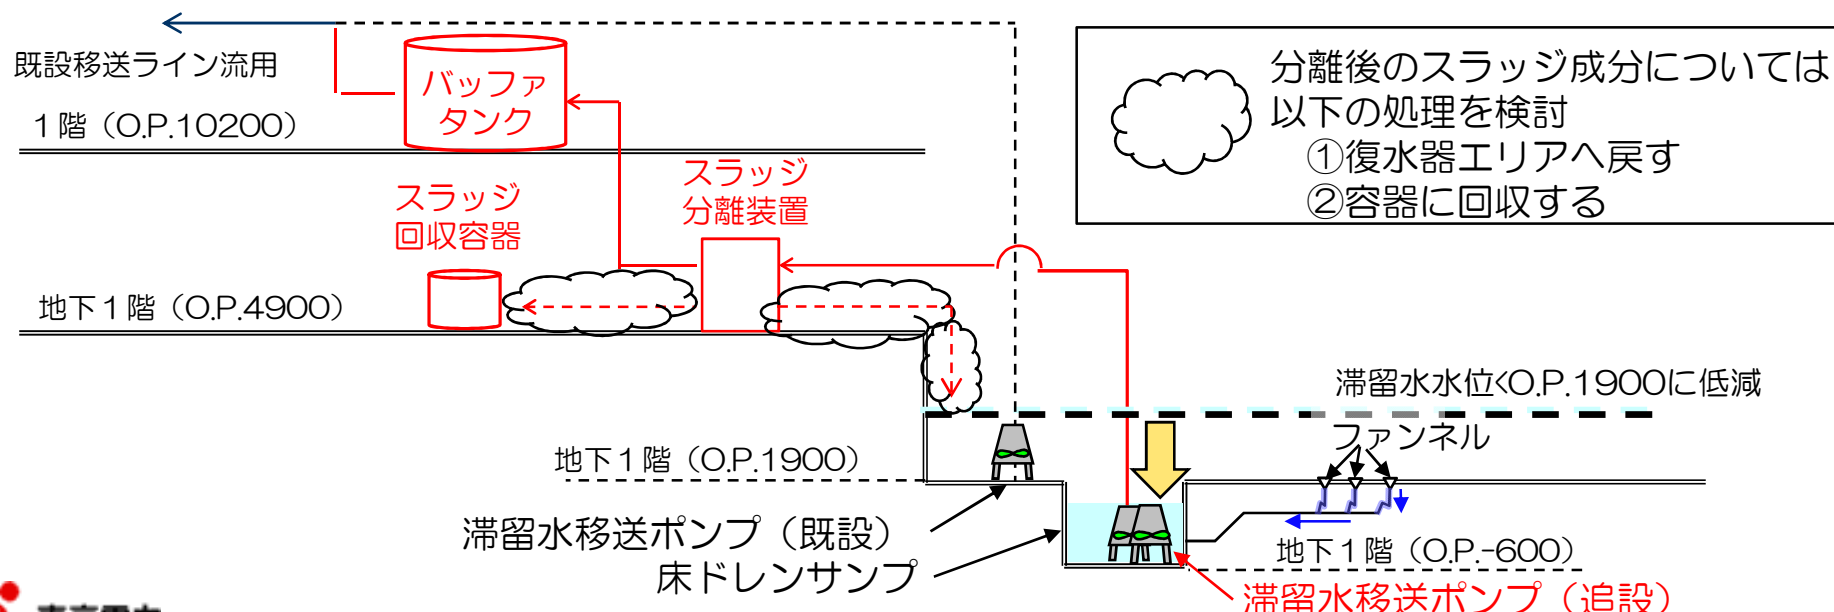 既設移送ライン流用
1階（O.P.10200）
バッファ
タンク
分離後のスラッジ成分については
以下の処理を検討
①復水器エリアへ戻す
②容器に回収する
スラッジ
回収容器
スラッジ
分離装置
地下1階（O.P.4900）
滞留水水位<O.P.1900に低減
ファンネル
地下1階（O.P.1900）
滞留水移送ポンプ（既設）
床ドレンサンプ
地下1階（O.P.-600）
滞留水移送ポンプ（追設）